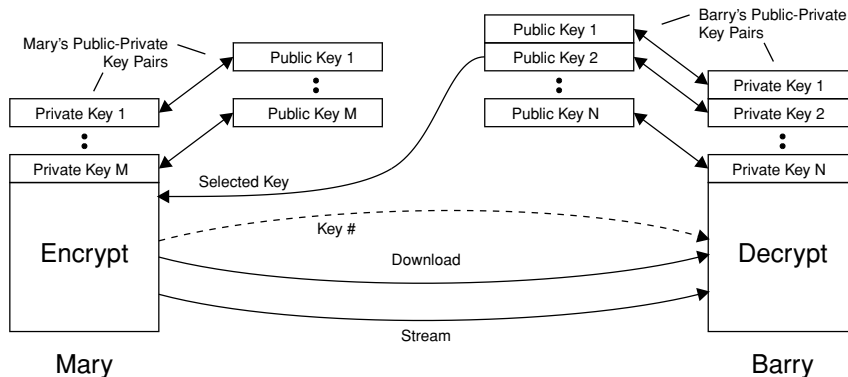 Mary's Public-Private
Key Pairs
Public Key 1
Public Key M
Private Key 1
Private Key M
Encrypt
Mary
Public Key 1
Public Key 2
Public Key N
Barry's Public-Private
Key Pairs
Private Key 1
Private Key 2
Private Key N
Decrypt
Barry
Selected Key
Key #
Download
Stream